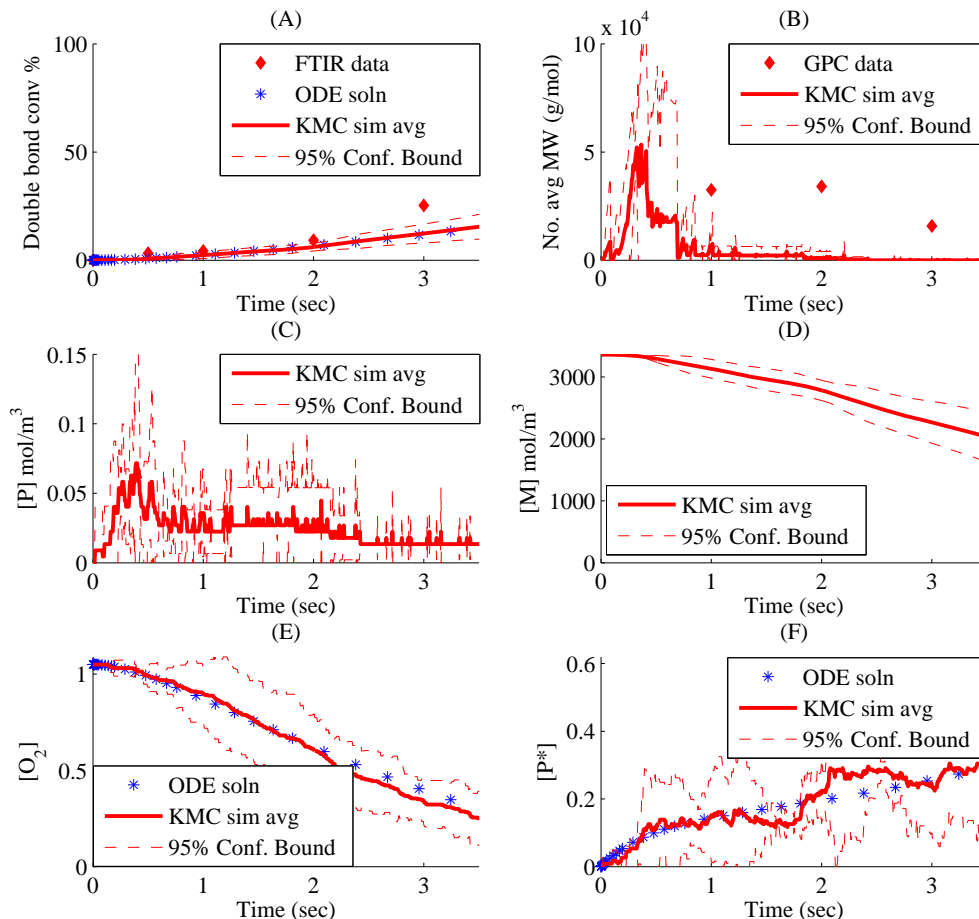 (A)
100
50
0
Double bond conv %
FTIR data
ODE soln
KMC sim avg
95% Conf. Bound
0 1 2 3
Time (sec)
(B)
x 10^4
10
5
0
No. avg MW (g/mol)
GPC data
KMC sim avg
95% Conf. Bound
0 1 2 3
Time (sec)
(C)
0.15
0.1
0.05
0
[P] mol/m^3
KMC sim avg
95% Conf. Bound
0 1 2 3
Time (sec)
(D)
3000
2000
1000
0
[M] mol/m^3
KMC sim avg
95% Conf. Bound
0 1 2 3
Time (sec)
(E)
1
0.5
0
[O_2]
ODE soln
KMC sim avg
95% Conf. Bound
0 1 2 3
Time (sec)
(F)
0.6
0.4
0.2
0
[P*]
ODE soln
KMC sim avg
95% Conf. Bound
0 1 2 3
Time (sec)